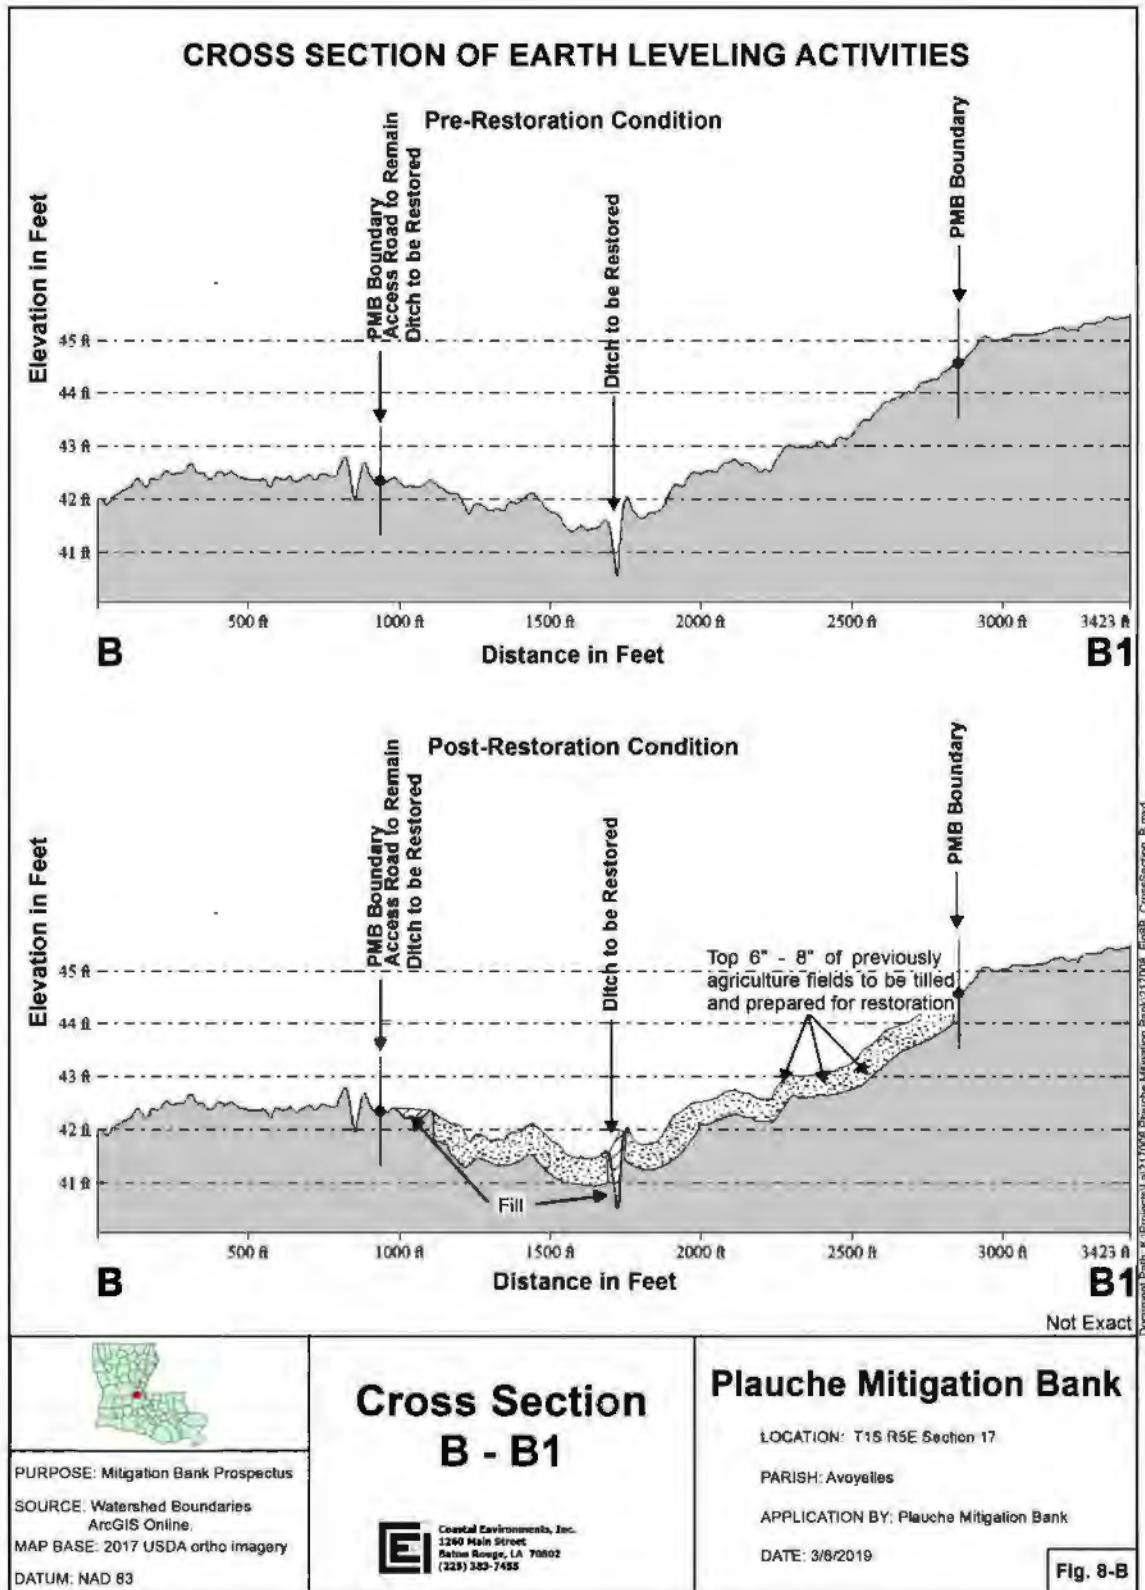 CROSS SECTION OF EARTH LEVELING ACTIVITIES
Pre-Restoration Condition
Elevation in Feet
PMB Boundary
Access Road to Remain
Ditch to be Restored
Ditch to be Restored
PMB Boundary
45 ft
44 ft
43 ft
42 ft
41 ft
500 ft
1000 ft
1500 ft
2000 ft
2500 ft
3000 ft
3423 ft
B
Distance in Feet
B1
Post-Restoration Condition
Elevation in Feet
PMB Boundary
Access Road to Remain
Ditch to be Restored
Ditch to be Restored
PMB Boundary
Top 6" - 8" of previously
agriculture fields to be tilled
and prepared for restoration
45 ft
44 ft
43 ft
42 ft
41 ft
Fill
500 ft
1000 ft
1500 ft
2000 ft
2500 ft
3000 ft
3423 ft
B
Distance in Feet
B1
Not Exact
PURPOSE: Mitigation Bank Prospectus
SOURCE: Watershed Boundaries
ArcGIS Online.
MAP BASE: 2017 USDA ortho imagery
DATUM: NAD 83
Cross Section
B - B1
Coastal Environments, Inc.
1260 Main Street
Baton Rouge, LA 70802
(225) 383-7455
Plauche Mitigation Bank
LOCATION: T1S R5E Section 17
PARISH: Avoyelles
APPLICATION BY: Plauche Mitigation Bank
DATE: 3/8/2019
Fig. 8-B